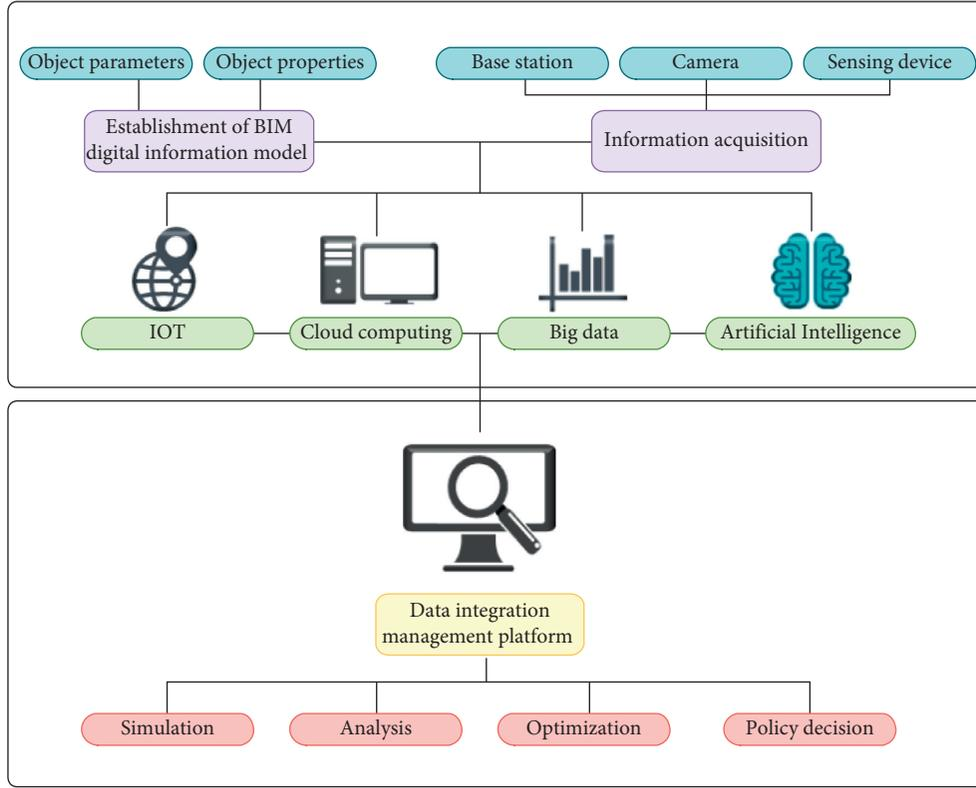 Object parameters
Object properties
Base station
Camera
Sensing device
Establishment of BIM
digital information model
Information acquisition
IOT
Cloud computing
Big data
Artificial Intelligence
Data integration
management platform
Simulation
Analysis
Optimization
Policy decision